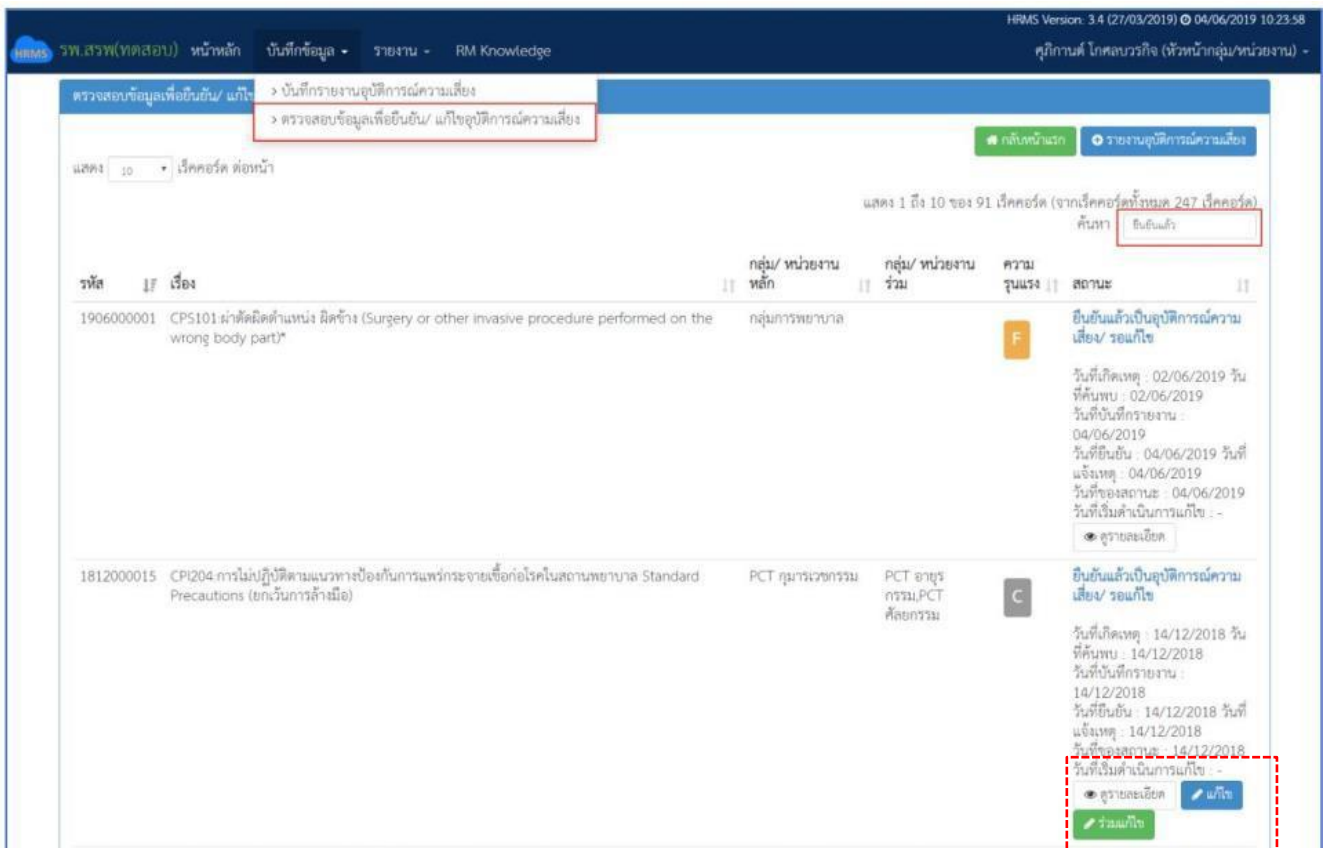 HRMS Version: 3.4 (27/03/2019) 04/06/2019 10:23:58
HRMS รพ.สรพ(ทดสอบ) หน้าหลัก บันทึกข้อมูล รายงาน RM Knowledge ศุภิกานต์ โกศลบวรกิจ (หัวหน้ากลุ่ม/หน่วยงาน)
ตรวจสอบข้อมูลเพื่อยืนยัน/ แก้ไข
> บันทึกรายงานอุบัติการณ์ความเสี่ยง
> ตรวจสอบข้อมูลเพื่อยืนยัน/ แก้ไขอุบัติการณ์ความเสี่ยง
กลับหน้าแรก รายงานอุบัติการณ์ความเสี่ยง
แสดง 10 เร็คคอร์ด ต่อหน้า
แสดง 1 ถึง 10 ของ 91 เร็คคอร์ด (จากเร็คคอร์ดทั้งหมด 247 เร็คคอร์ด)
ค้นหา : ยืนยันแล้ว
รหัส เรื่อง กลุ่ม/ หน่วยงาน หลัก กลุ่ม/ หน่วยงาน ร่วม ความ รุนแรง สถานะ
1906000001 CPS101:ผ่าตัดผิดตำแหน่ง ผิดข้าง (Surgery or other invasive procedure performed on the
wrong body part)*
กลุ่มการพยาบาล
F
ยืนยันแล้วเป็นอุบัติการณ์ความ
เสี่ยง/ รอแก้ไข
วันที่เกิดเหตุ : 02/06/2019 วัน
ที่ค้นพบ : 02/06/2019
วันที่บันทึกรายงาน :
04/06/2019
วันที่ยืนยัน : 04/06/2019 วันที่
แจ้งเหตุ : 04/06/2019
วันที่ของสถานะ : 04/06/2019
วันที่เริ่มดำเนินการแก้ไข : -
ดูรายละเอียด
1812000015 CPI204:การไม่ปฏิบัติตามแนวทางป้องกันการแพร่กระจายเชื้อก่อโรคในสถานพยาบาล Standard
Precautions (ยกเว้นการล้างมือ)
PCT กุมารเวชกรรม
PCT อายุร
กรรม,PCT
ศัลยกรรม
C
ยืนยันแล้วเป็นอุบัติการณ์ความ
เสี่ยง/ รอแก้ไข
วันที่เกิดเหตุ : 14/12/2018 วัน
ที่ค้นพบ : 14/12/2018
วันที่บันทึกรายงาน :
14/12/2018
วันที่ยืนยัน : 14/12/2018 วันที่
แจ้งเหตุ : 14/12/2018
วันที่ของสถานะ : 14/12/2018
วันที่เริ่มดำเนินการแก้ไข : -
ดูรายละเอียด แก้ไข
ร่วมแก้ไข